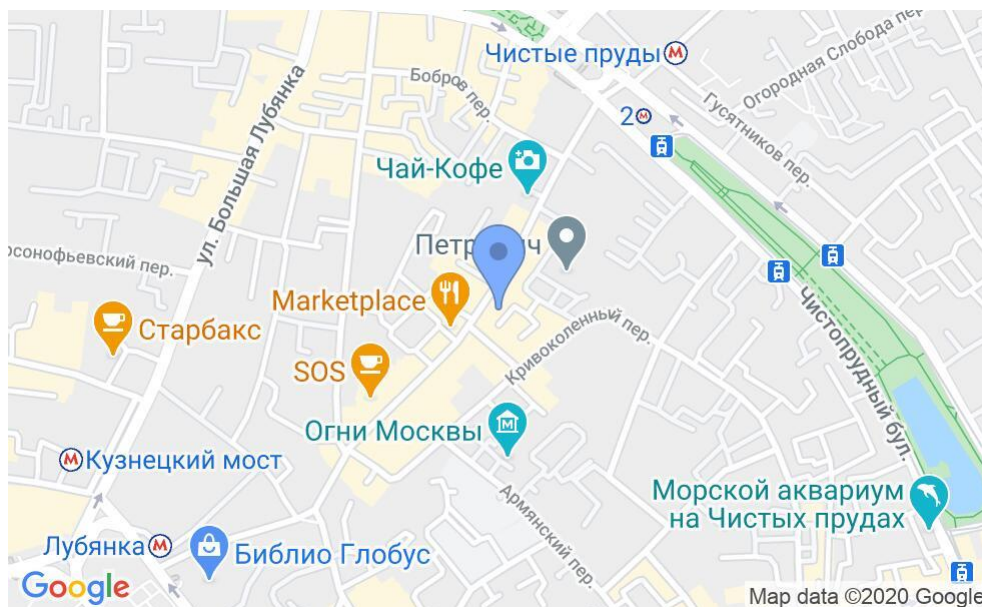 Чистые пруды
Огородная Слобода пер.
Бобров пер.
Гусятников пер.
2
ул. Большая Лубянка
Чай-Кофе
рсонофьевский пер.
Marketplace
Старбакс
Кривоколенный пер.
SOS
Чистопрудный бул.
Огни Москвы
Кузнецкий мост
Морской аквариум
на Чистых прудах
Армянский пер.
Лубянка
Библио Глобус
Google
Map data ©2020 Google